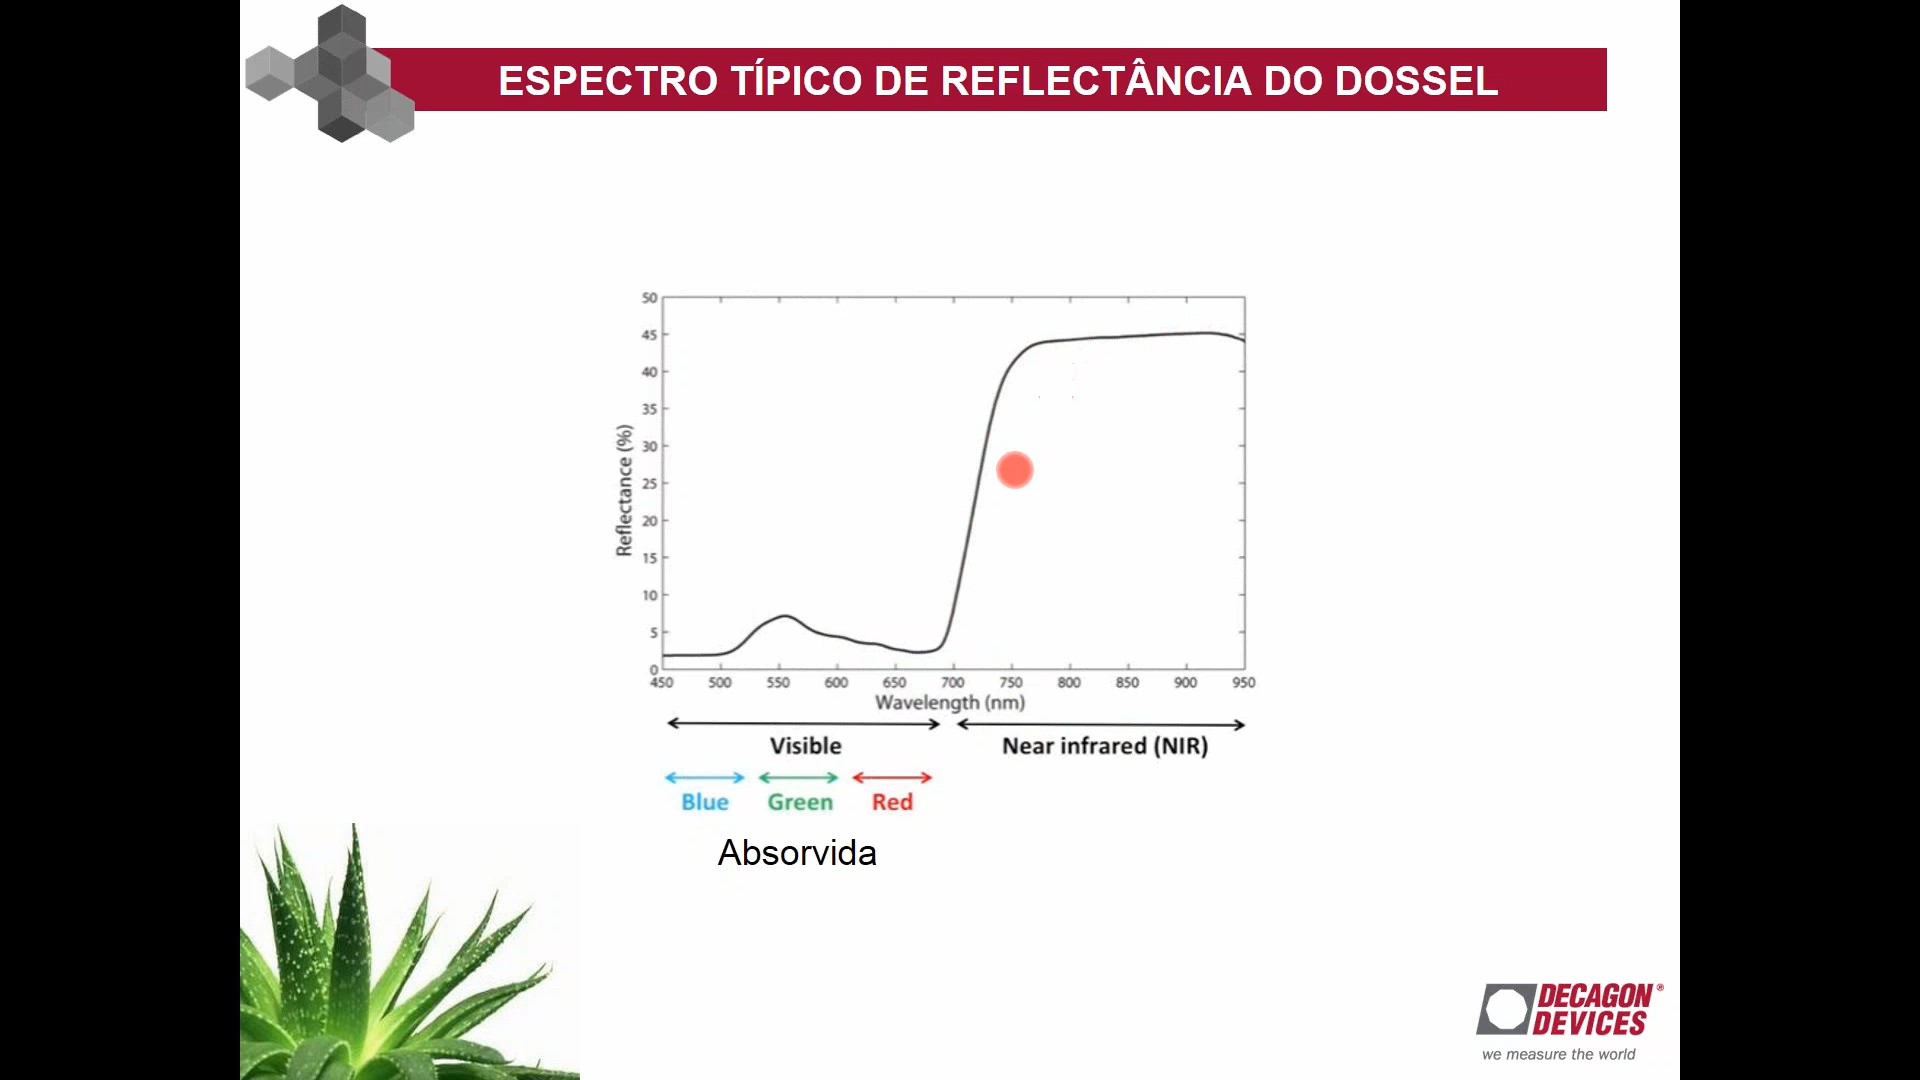 ESPECTRO TÍPICO DE REFLECTÂNCIA DO DOSSEL
Reflectance (%)
50
45
40
35
30
25
20
15
10
5
0
450 500 550 600 650 700 750 800 850 900 950
Wavelength (nm)
Visible Near infrared (NIR)
Blue Green Red
Absorvida
DECAGON®
DEVICES
we measure the world